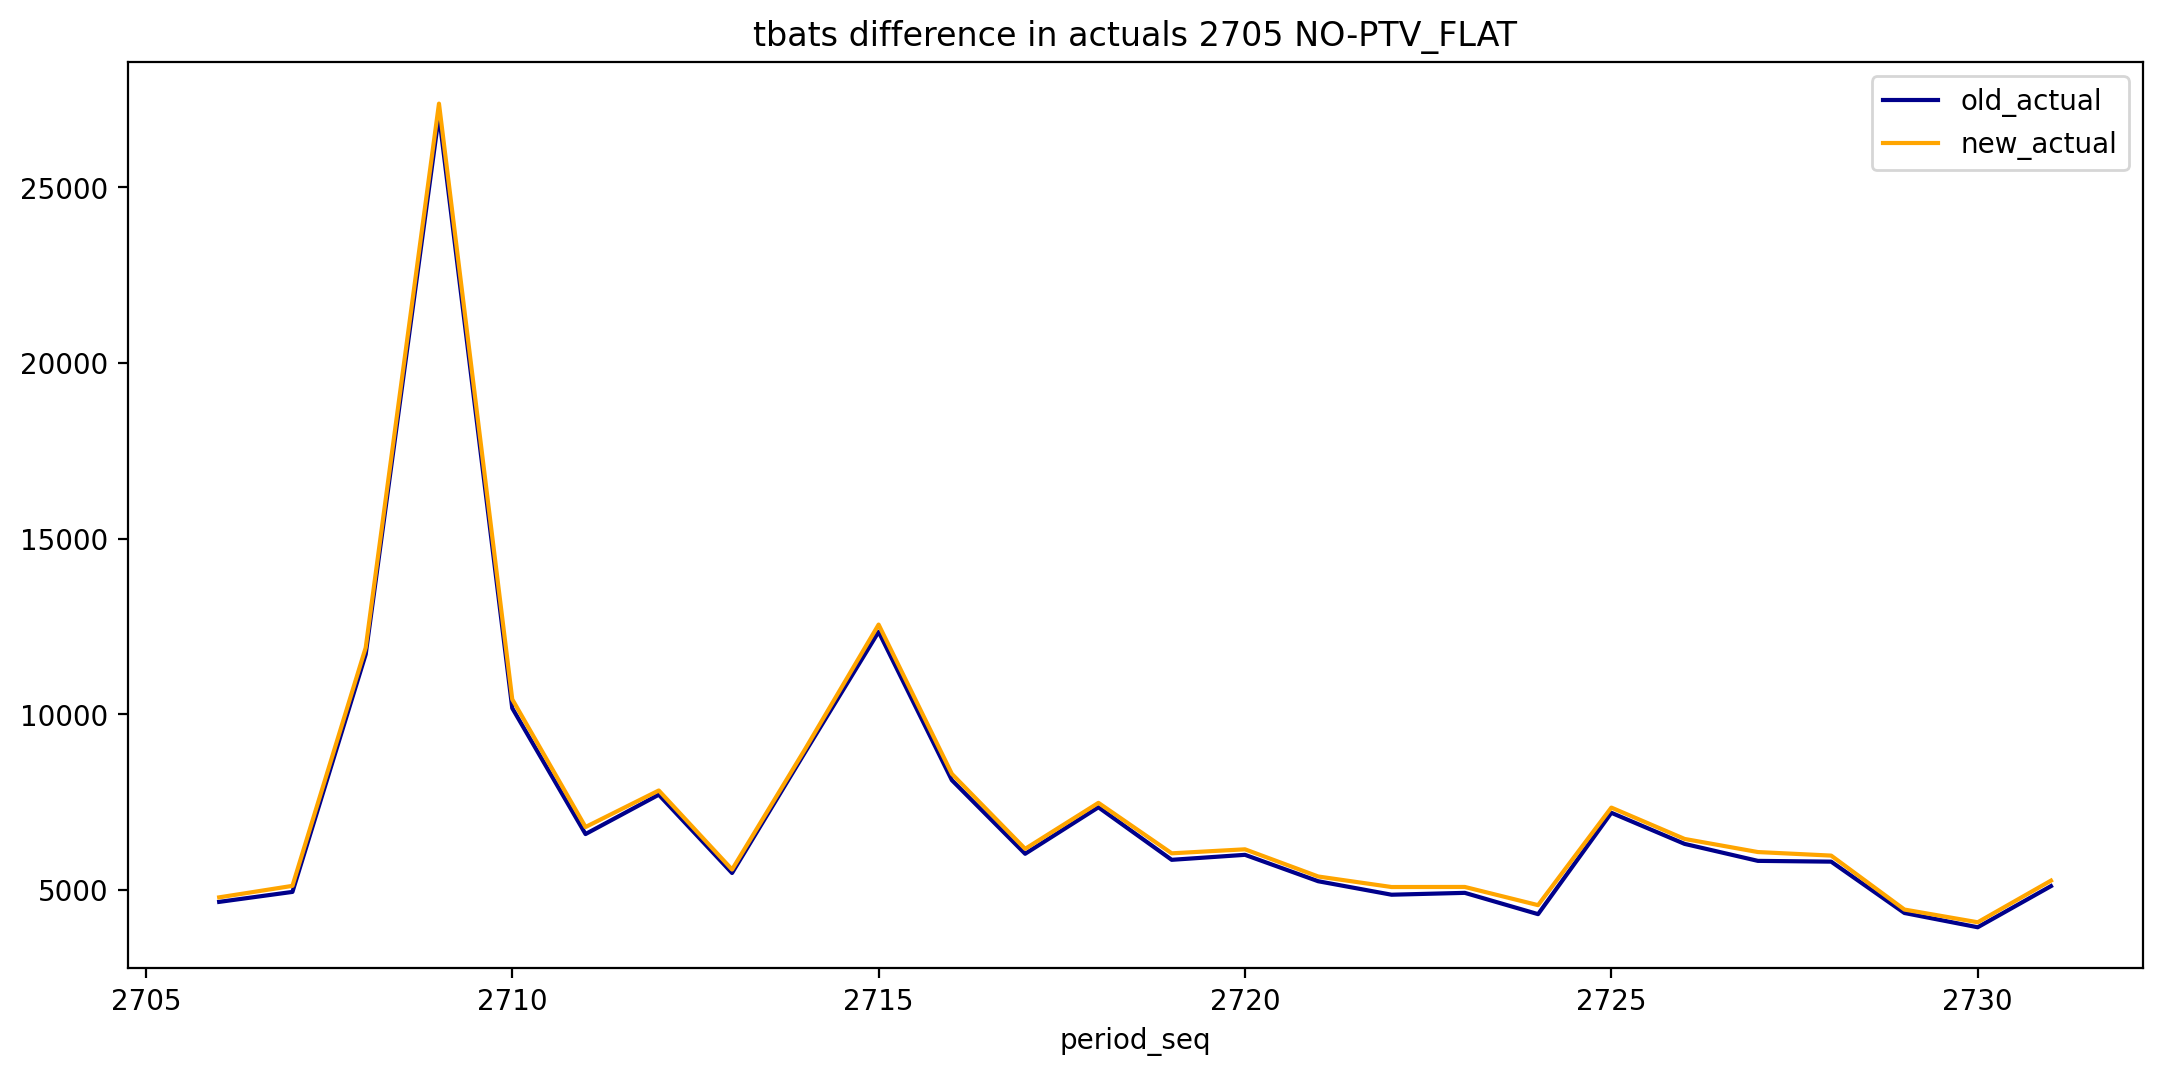 tbats difference in actuals 2705 NO-PTV_FLAT
old_actual
new_actual
25000
20000
15000
10000
5000
2705 2710 2715 2720 2725 2730
period_seq